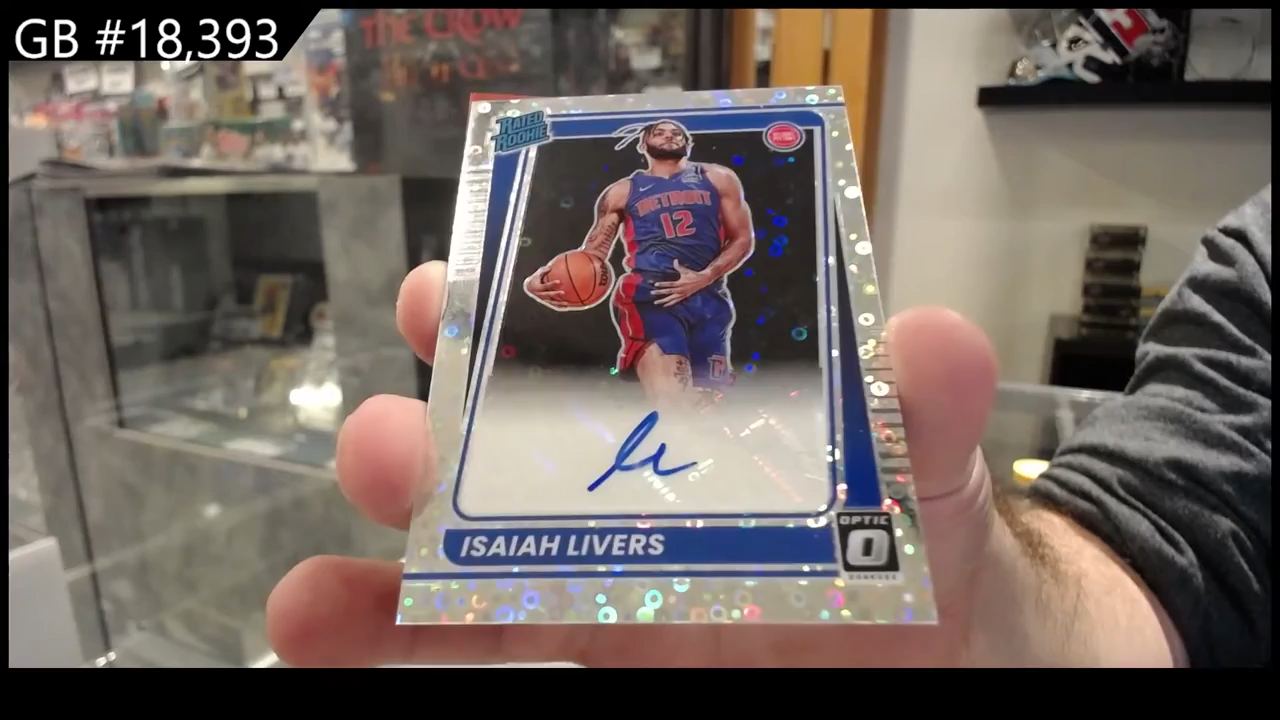 GB #18,393
THE CROW
RATED
ROOKIE
DETROIT
12
ISAIAH LIVERS
OPTIC
O
DONRUSS